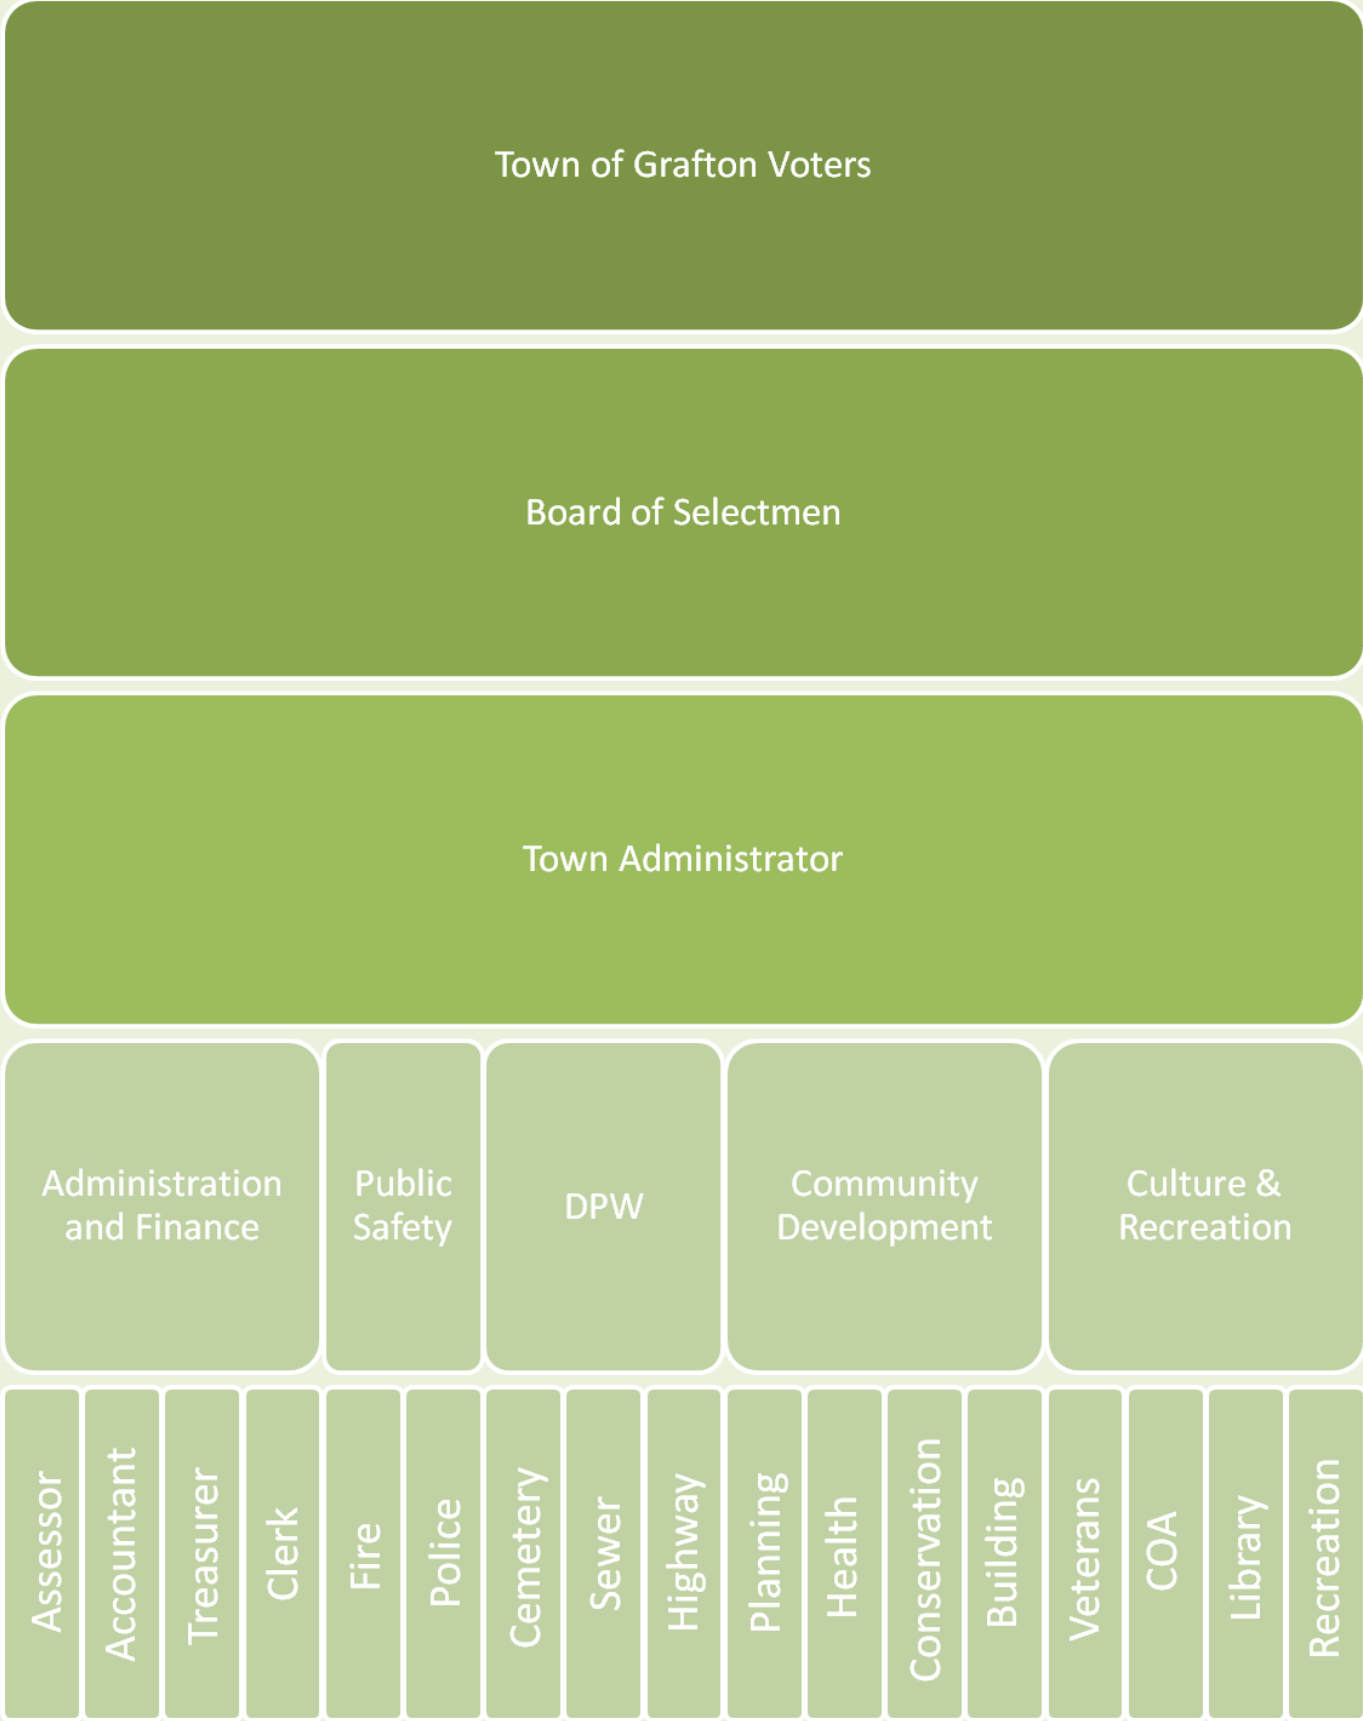 Town of Grafton Voters
Board of Selectmen
Town Administrator
Administration
and Finance
Public
Safety
DPW
Community
Development
Culture &
Recreation
Assessor
Accountant
Treasurer
Clerk
Fire
Police
Cemetery
Sewer
Highway
Planning
Health
Conservation
Building
Veterans
COA
Library
Recreation